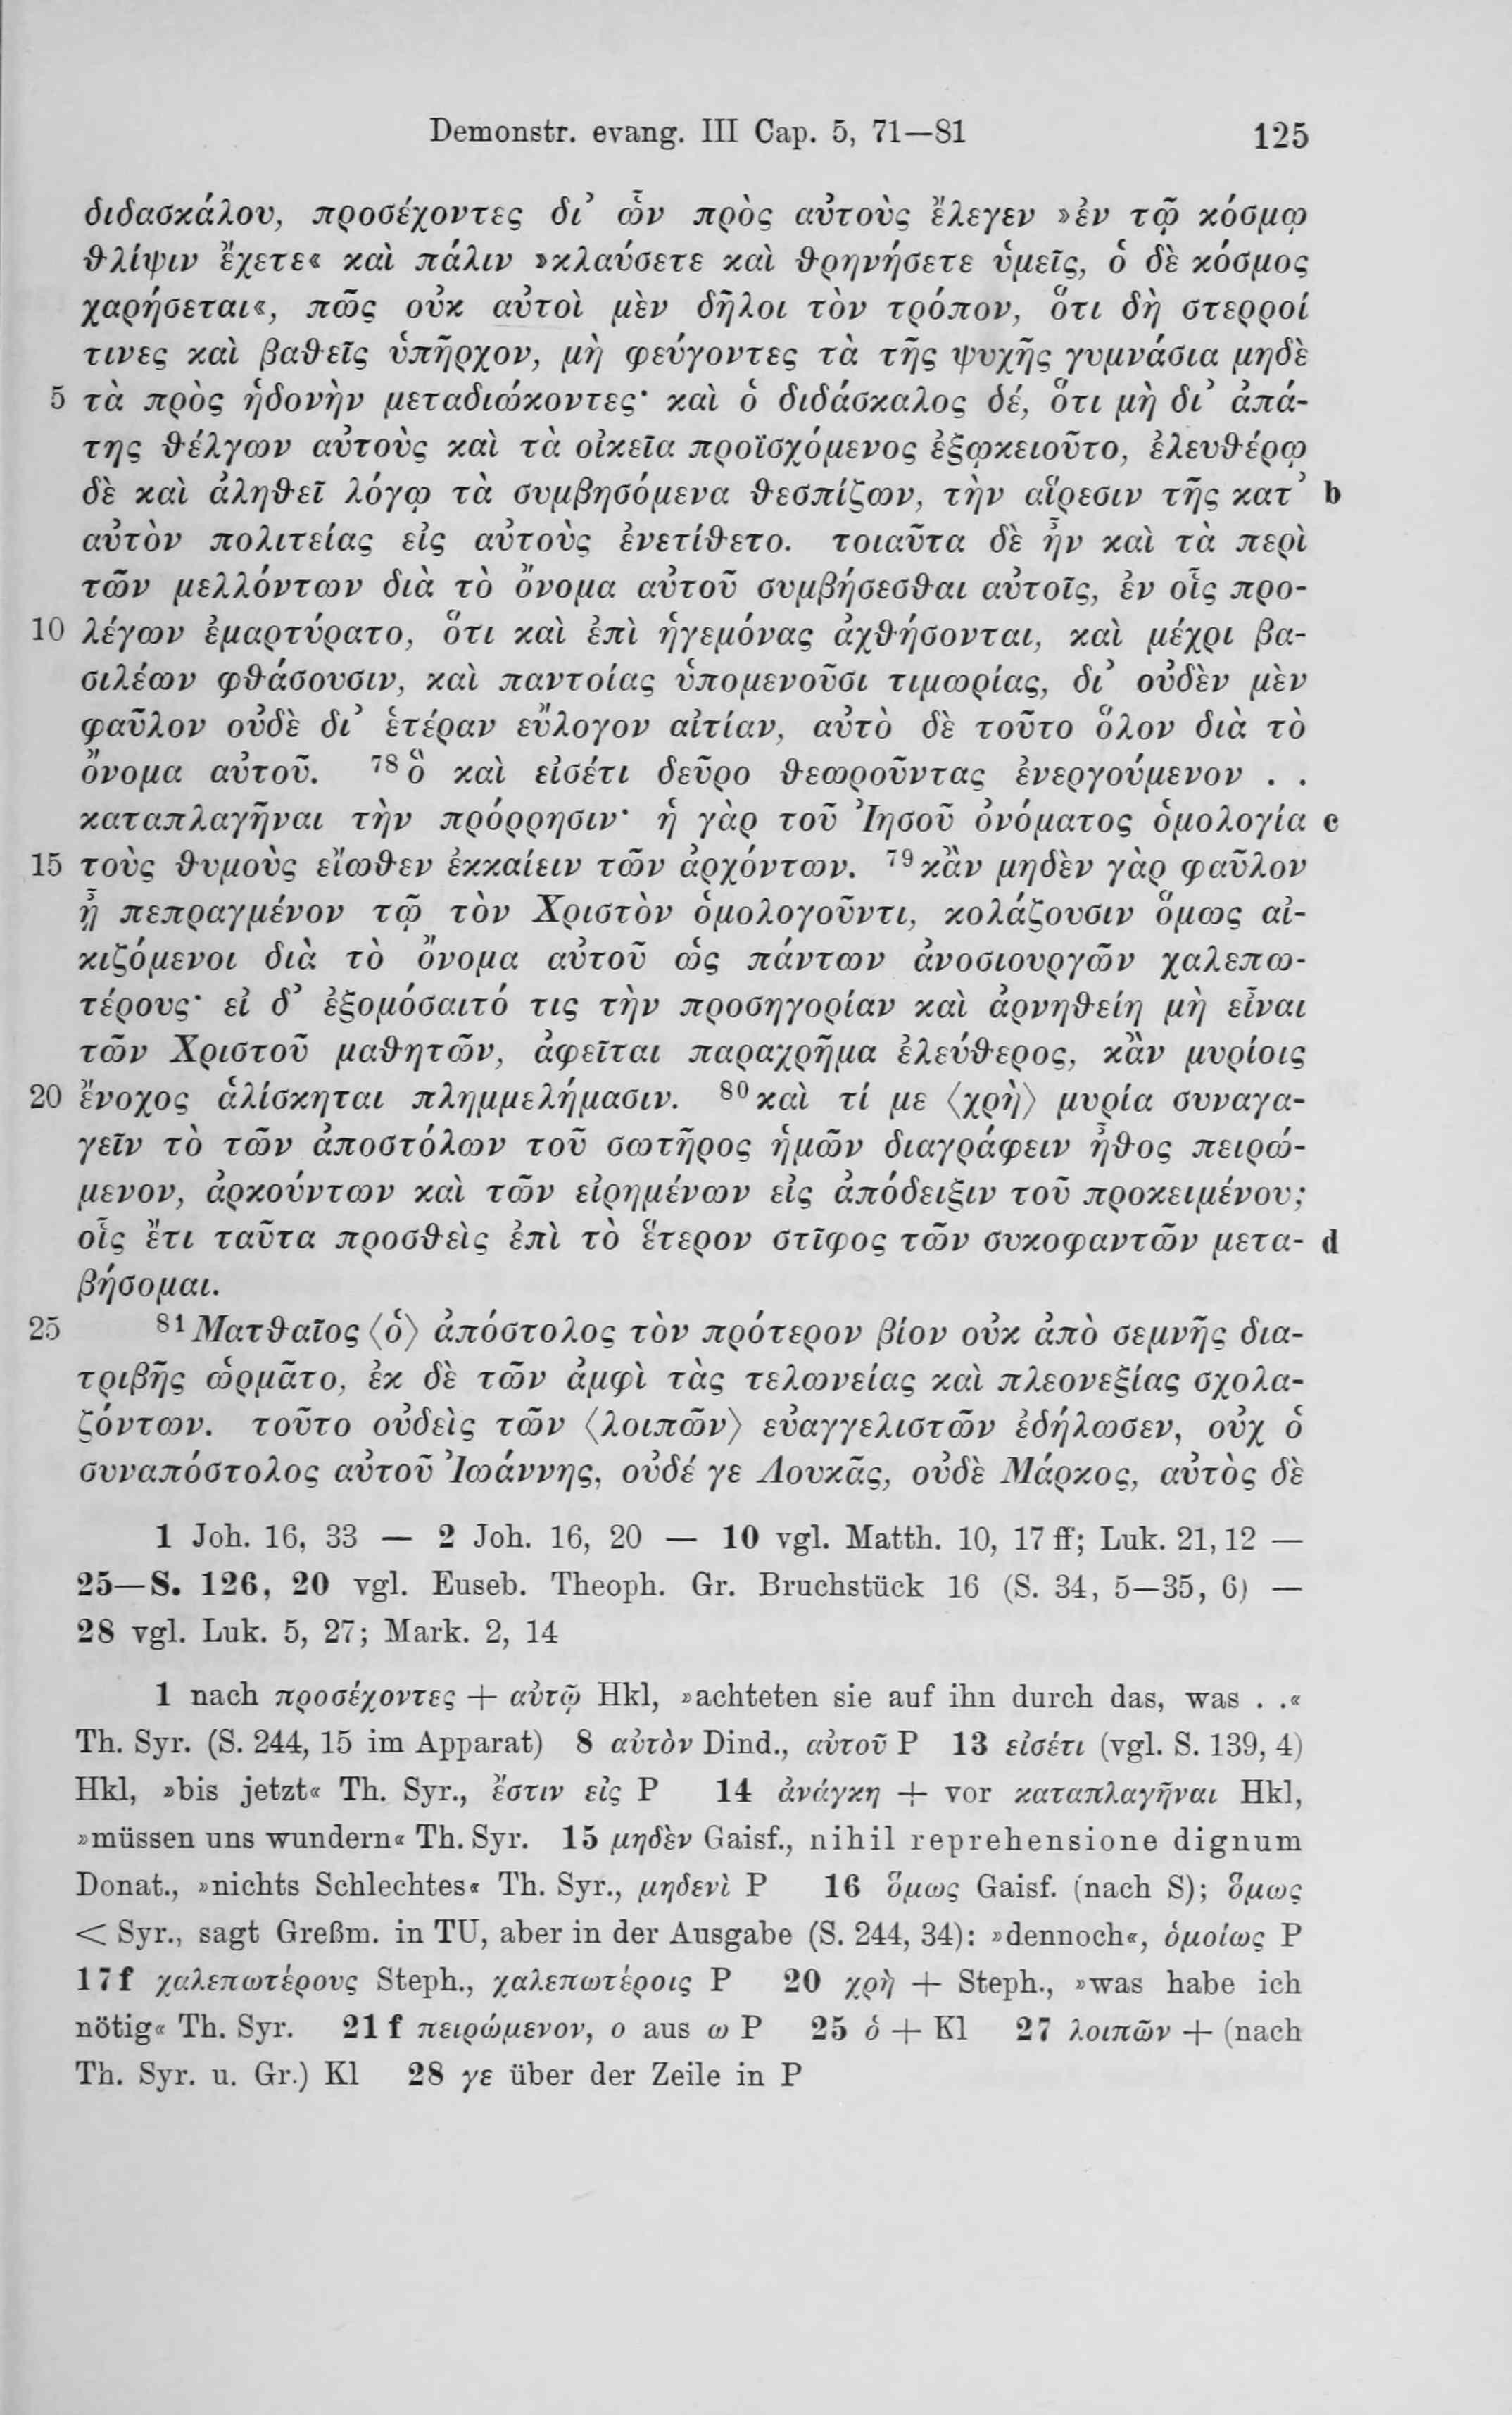 Demonstr. evang. III Cap. 5, 71—81 125
διδασκάλου, προσέχοντες δι᾽ ὧν πρὸς αὐτοὺς ἔλεγεν »ἐν τῷ κόσμῳ
θλίψιν ἔχετε« καὶ πάλιν »κλαύσετε καὶ θρηνήσετε ὑμεῖς, ὁ δὲ κόσμος
χαρήσεται«, πῶς οὐκ αὐτοὶ μὲν δῆλοι τὸν τρόπον, ὅτι δὴ στερροί
τινες καὶ βαθεῖς ὑπῆρχον, μὴ φεύγοντες τὰ τῆς ψυχῆς γυμνάσια μηδὲ
5 τὰ πρὸς ἡδονὴν μεταδιώκοντες· καὶ ὁ διδάσκαλος δέ, ὅτι μὴ δι᾽ ἀπά-
της θέλγων αὐτοὺς καὶ τὰ οἰκεῖα προϊσχόμενος ἐξῳκειοῦτο, ἐλευθέρῳ
δὲ καὶ ἀληθεῖ λόγῳ τὰ συμβησόμενα θεσπίζων, τὴν αἵρεσιν τῆς κατ᾽ b
αὐτὸν πολιτείας εἰς αὐτοὺς ἐνετίθετο. τοιαῦτα δὲ ἦν καὶ τὰ περὶ
τῶν μελλόντων διὰ τὸ ὄνομα αὐτοῦ συμβήσεσθαι αὐτοῖς, ἐν οἷς προ-
10 λέγων ἐμαρτύρατο, ὅτι καὶ ἐπὶ ἡγεμόνας ἀχθήσονται, καὶ μέχρι βα-
σιλέων φθάσουσιν, καὶ παντοίας ὑπομενοῦσι τιμωρίας, δι᾽ οὐδὲν μὲν
φαῦλον οὐδὲ δι᾽ ἑτέραν εὔλογον αἰτίαν, αὐτὸ δὲ τοῦτο ὅλον διὰ τὸ
ὄνομα αὐτοῦ. 78 ὃ καὶ εἰσέτι δεῦρο θεωροῦντας ἐνεργούμενον . .
καταπλαγῆναι τὴν πρόρρησιν· ἡ γὰρ τοῦ Ἰησοῦ ὀνόματος ὁμολογία c
15 τοὺς θυμοὺς εἴωθεν ἐκκαίειν τῶν ἀρχόντων. 79 κἂν μηδὲν γὰρ φαῦλον
ᾖ πεπραγμένον τῷ τὸν Χριστὸν ὁμολογοῦντι, κολάζουσιν ὅμως αἰ-
κιζόμενοι διὰ τὸ ὄνομα αὐτοῦ ὡς πάντων ἀνοσιουργῶν χαλεπω-
τέρους· εἰ δ᾽ ἐξομόσαιτό τις τὴν προσηγορίαν καὶ ἀρνηθείη μὴ εἶναι
τῶν Χριστοῦ μαθητῶν, ἀφεῖται παραχρῆμα ἐλεύθερος, κἂν μυρίοις
20 ἔνοχος ἁλίσκηται πλημμελήμασιν. 80 καὶ τί με ⟨χρὴ⟩ μυρία συναγα-
γεῖν τὸ τῶν ἀποστόλων τοῦ σωτῆρος ἡμῶν διαγράφειν ἦθος πειρώ-
μενον, ἀρκούντων καὶ τῶν εἰρημένων εἰς ἀπόδειξιν τοῦ προκειμένου;
οἷς ἔτι ταῦτα προσθεὶς ἐπὶ τὸ ἕτερον στῖφος τῶν συκοφαντῶν μετα- d
βήσομαι.
25 81 Ματθαῖος ⟨ὁ⟩ ἀπόστολος τὸν πρότερον βίον οὐκ ἀπὸ σεμνῆς δια-
τριβῆς ὡρμᾶτο, ἐκ δὲ τῶν ἀμφὶ τὰς τελωνείας καὶ πλεονεξίας σχολα-
ζόντων. τοῦτο οὐδεὶς τῶν ⟨λοιπῶν⟩ εὐαγγελιστῶν ἐδήλωσεν, οὐχ ὁ
συναπόστολος αὐτοῦ Ἰωάννης, οὐδέ γε Λουκᾶς, οὐδὲ Μάρκος, αὐτὸς δὲ
1 Joh. 16, 33 — 2 Joh. 16, 20 — 10 vgl. Matth. 10, 17 ff; Luk. 21, 12 —
25—S. 126, 20 vgl. Euseb. Theoph. Gr. Bruchstück 16 (S. 34, 5—35, 6) —
28 vgl. Luk. 5, 27; Mark. 2, 14
1 nach προσέχοντες + αὐτῷ Hkl, »achteten sie auf ihn durch das, was . .«
Th. Syr. (S. 244, 15 im Apparat) 8 αὐτὸν Dind., αὐτοῦ P 13 εἰσέτι (vgl. S. 139, 4)
Hkl, »bis jetzt« Th. Syr., ἔστιν εἰς P 14 ἀνάγκη + vor καταπλαγῆναι Hkl,
»müssen uns wundern« Th. Syr. 15 μηδὲν Gaisf., nihil reprehensione dignum
Donat., »nichts Schlechtes« Th. Syr., μηδενὶ P 16 ὅμως Gaisf. (nach S); ὅμως
< Syr., sagt Greßm. in TU, aber in der Ausgabe (S. 244, 34): »dennoch«, ὁμοίως P
17 f χαλεπωτέρους Steph., χαλεπωτέροις P 20 χρὴ + Steph., »was habe ich
nötig« Th. Syr. 21 f πειρώμενον, ο aus ω P 25 ὁ + Kl 27 λοιπῶν + (nach
Th. Syr. u. Gr.) Kl 28 γε über der Zeile in P